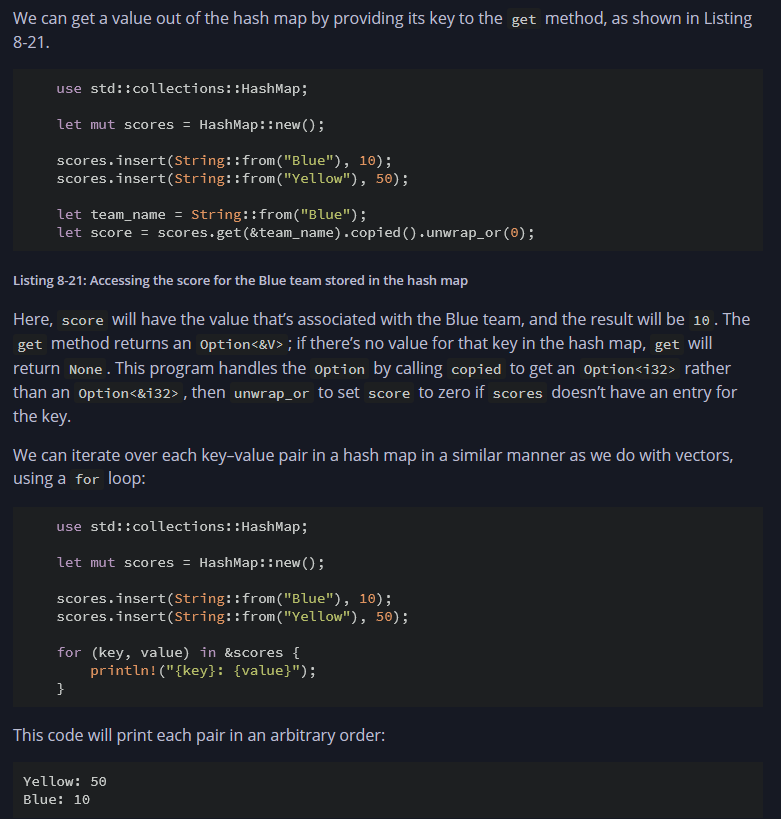 We can get a value out of the hash map by providing its key to the get method, as shown in Listing
8-21.
use std::collections::HashMap;
let mut scores = HashMap::new();
scores.insert(String::from("Blue"), 10);
scores.insert(String::from("Yellow"), 50);
let team_name = String::from("Blue");
let score = scores.get(&team_name).copied().unwrap_or(0);
Listing 8-21: Accessing the score for the Blue team stored in the hash map
Here, score will have the value that’s associated with the Blue team, and the result will be 10. The
get method returns an Option<&V>; if there’s no value for that key in the hash map, get will
return None. This program handles the Option by calling copied to get an Option<i32> rather
than an Option<&i32>, then unwrap_or to set score to zero if scores doesn’t have an entry for
the key.
We can iterate over each key–value pair in a hash map in a similar manner as we do with vectors,
using a for loop:
use std::collections::HashMap;
let mut scores = HashMap::new();
scores.insert(String::from("Blue"), 10);
scores.insert(String::from("Yellow"), 50);
for (key, value) in &scores {
println!("{key}: {value}");
}
This code will print each pair in an arbitrary order:
Yellow: 50
Blue: 10